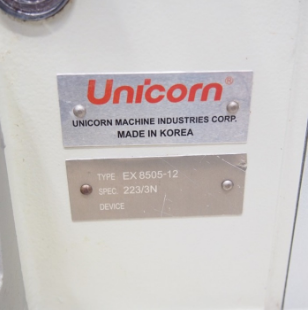 Unicorn®
UNICORN MACHINE INDUSTRIES CORP.
MADE IN KOREA
TYPE EX 8505-12
SPEC. 223/3N
DEVICE